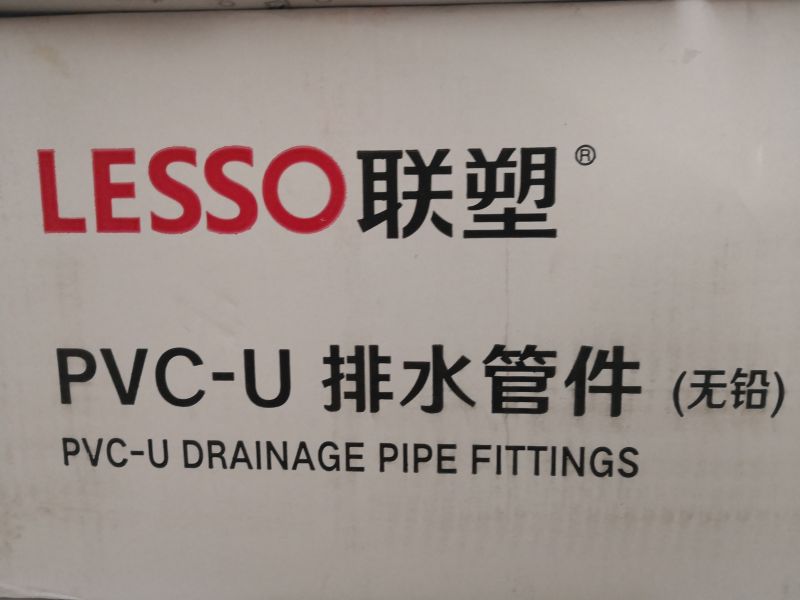 LESSO联塑®
PVC-U 排水管件 (无铅)
PVC-U DRAINAGE PIPE FITTINGS